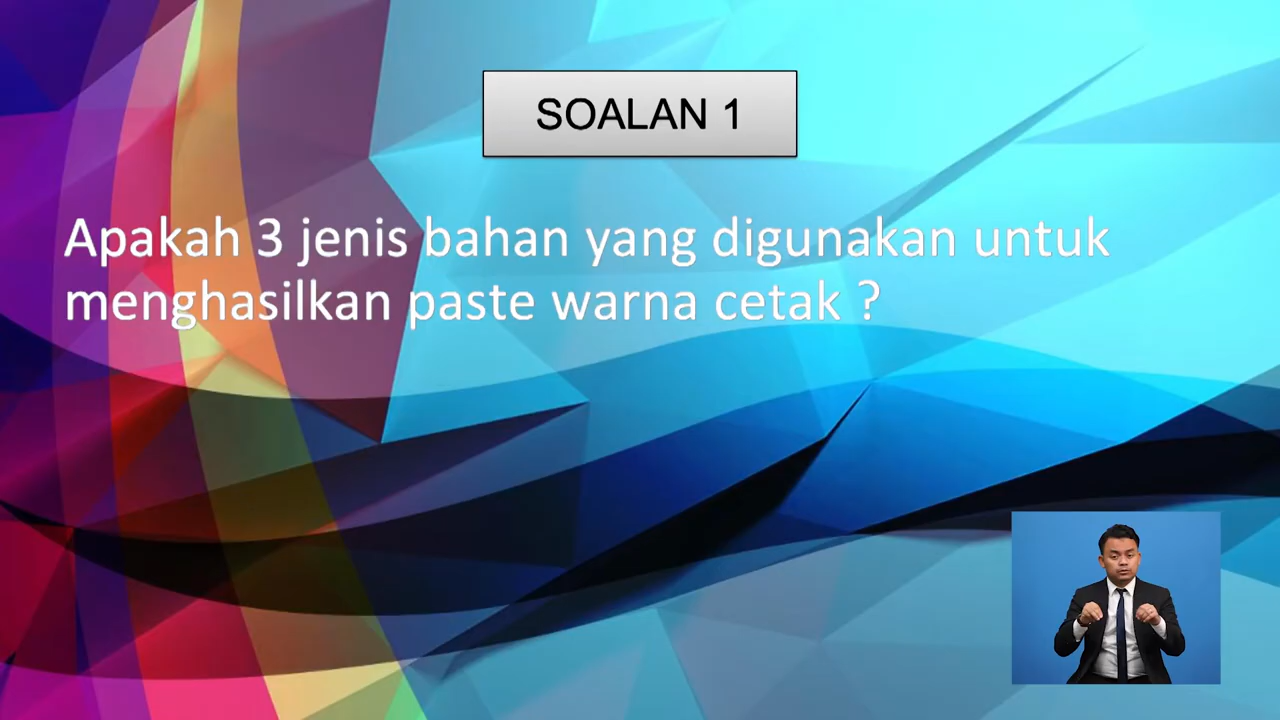 SOALAN 1
Apakah 3 jenis bahan yang digunakan untuk
menghasilkan paste warna cetak ?